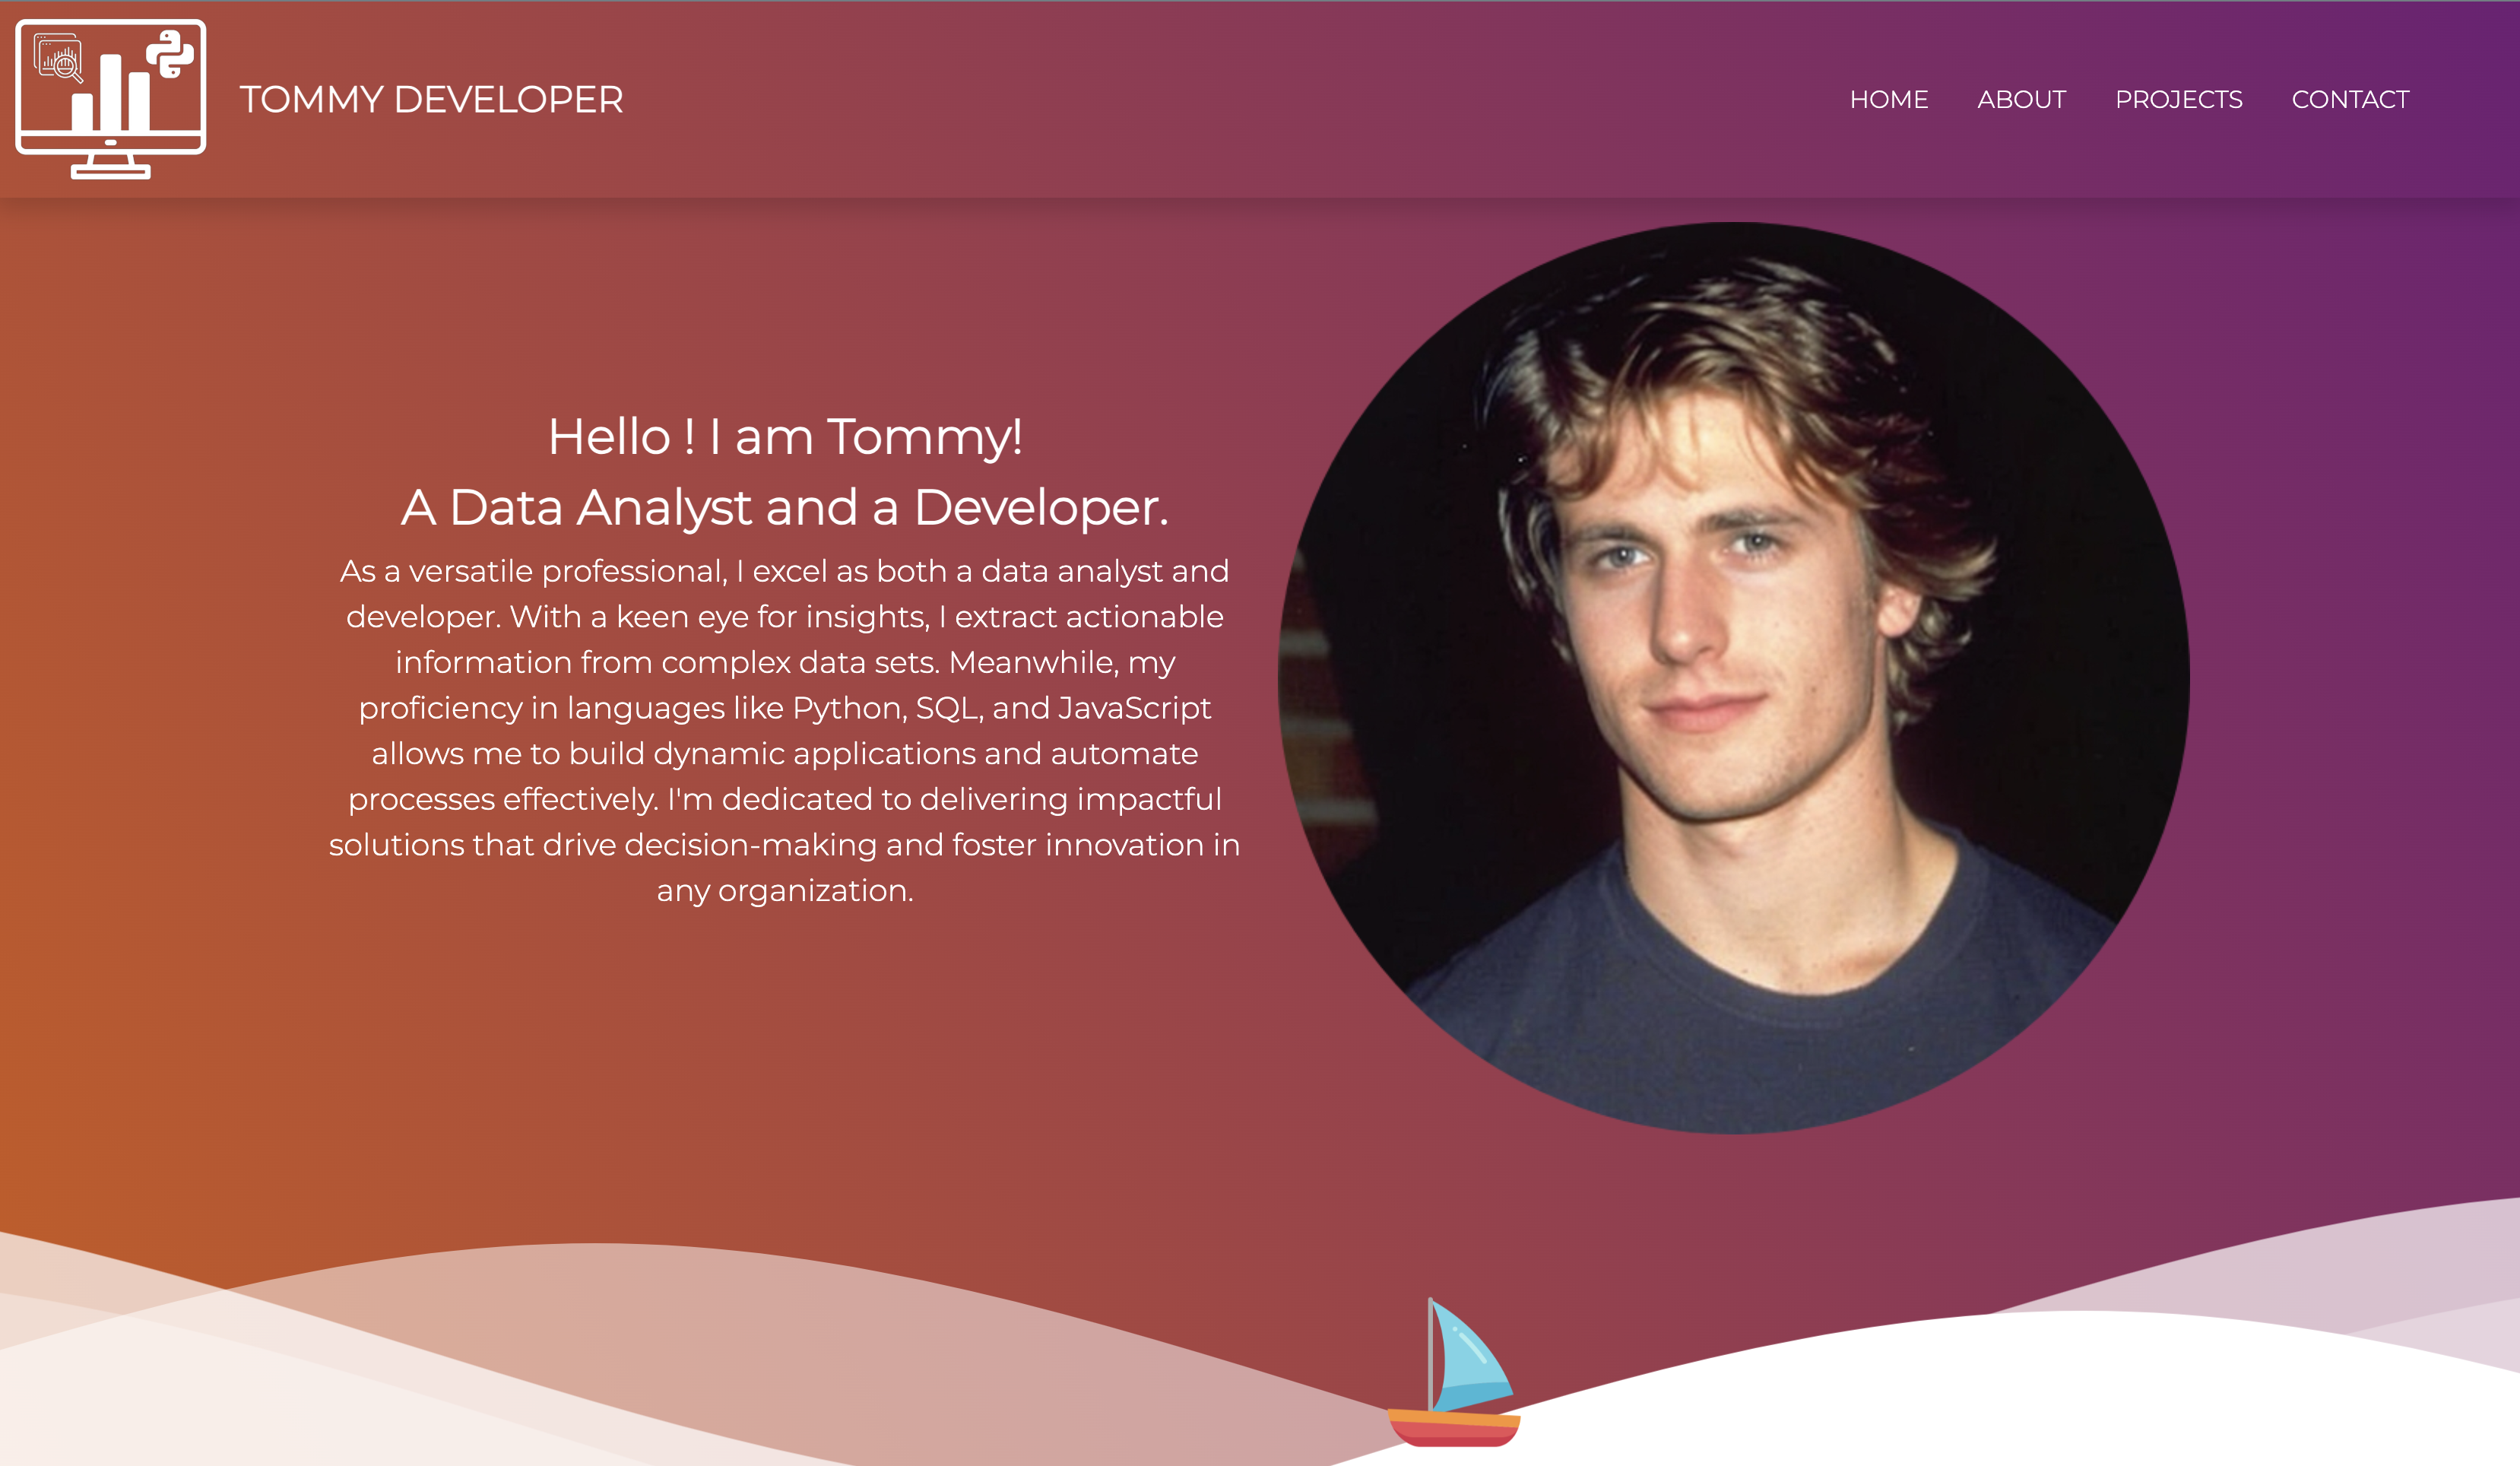 TOMMY DEVELOPER
HOME
ABOUT
PROJECTS
CONTACT
Hello ! I am Tommy!
A Data Analyst and a Developer.
As a versatile professional, I excel as both a data analyst and
developer. With a keen eye for insights, I extract actionable
information from complex data sets. Meanwhile, my
proficiency in languages like Python, SQL, and JavaScript
allows me to build dynamic applications and automate
processes effectively. I'm dedicated to delivering impactful
solutions that drive decision-making and foster innovation in
any organization.